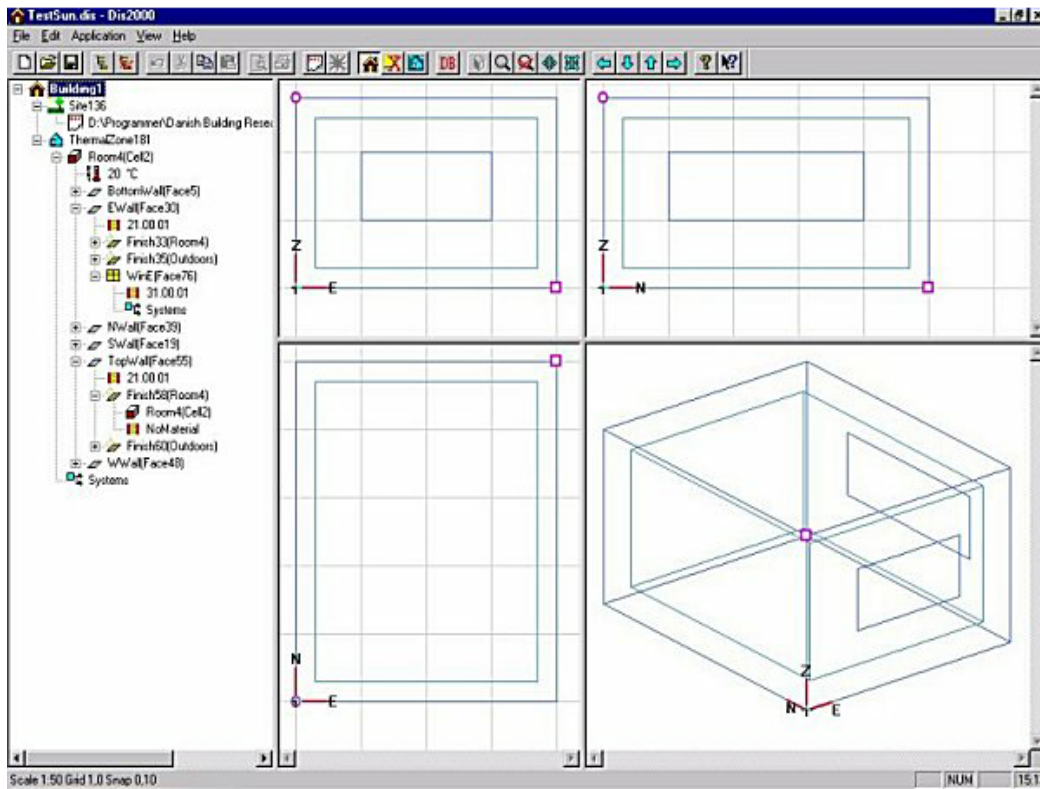 TestSun.dis - Dis2000
File Edit Application View Help
DB
Building1
Site136
D:\Programmer\Danish Building Resea
ThermalZone181
Room4(Cell2)
20 °C
BottomWall(Face5)
EWall(Face30)
21.00.01
Finish33(Room4)
Finish35(Outdoors)
WinE(Face76)
31.00.01
Systems
NWall(Face39)
SWall(Face19)
TopWall(Face55)
21.00.01
Finish58(Room4)
Room4(Cell2)
NoMaterial
Finish60(Outdoors)
WWall(Face48)
Systems
Z
E
Z
N
N
E
Z
N
E
Scale 1:50 Grid 1,0 Snap 0,10
NUM